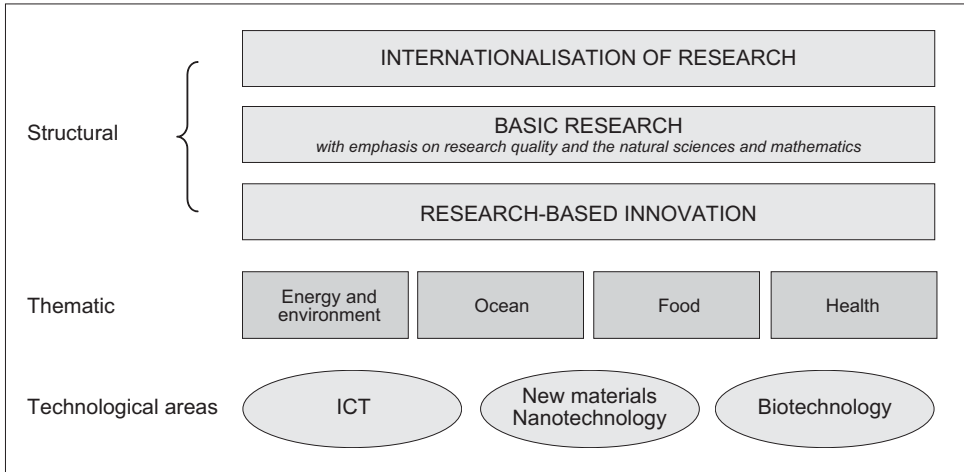 INTERNATIONALISATION OF RESEARCH
Structural
BASIC RESEARCH
with emphasis on research quality and the natural sciences and mathematics
RESEARCH-BASED INNOVATION
Thematic
Energy and
environment
Ocean
Food
Health
Technological areas
ICT
New materials
Nanotechnology
Biotechnology